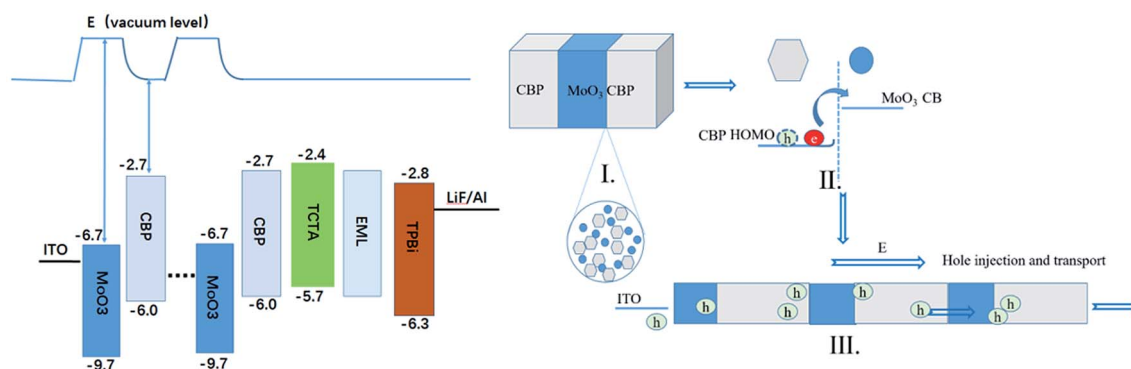 E (vacuum level)
-2.7
-2.7
-2.4
-2.8
LiF/Al
ITO
-6.7
-6.7
MoO3
CBP
MoO3
CBP
TCTA
EML
TPBi
-6.0
-6.0
-5.7
-6.3
-9.7
-9.7
CBP
MoO3
CBP
MoO3 CB
CBP HOMO
h
e
I.
II.
E
Hole injection and transport
ITO
h
h
h
h
h
h
h
h
III.